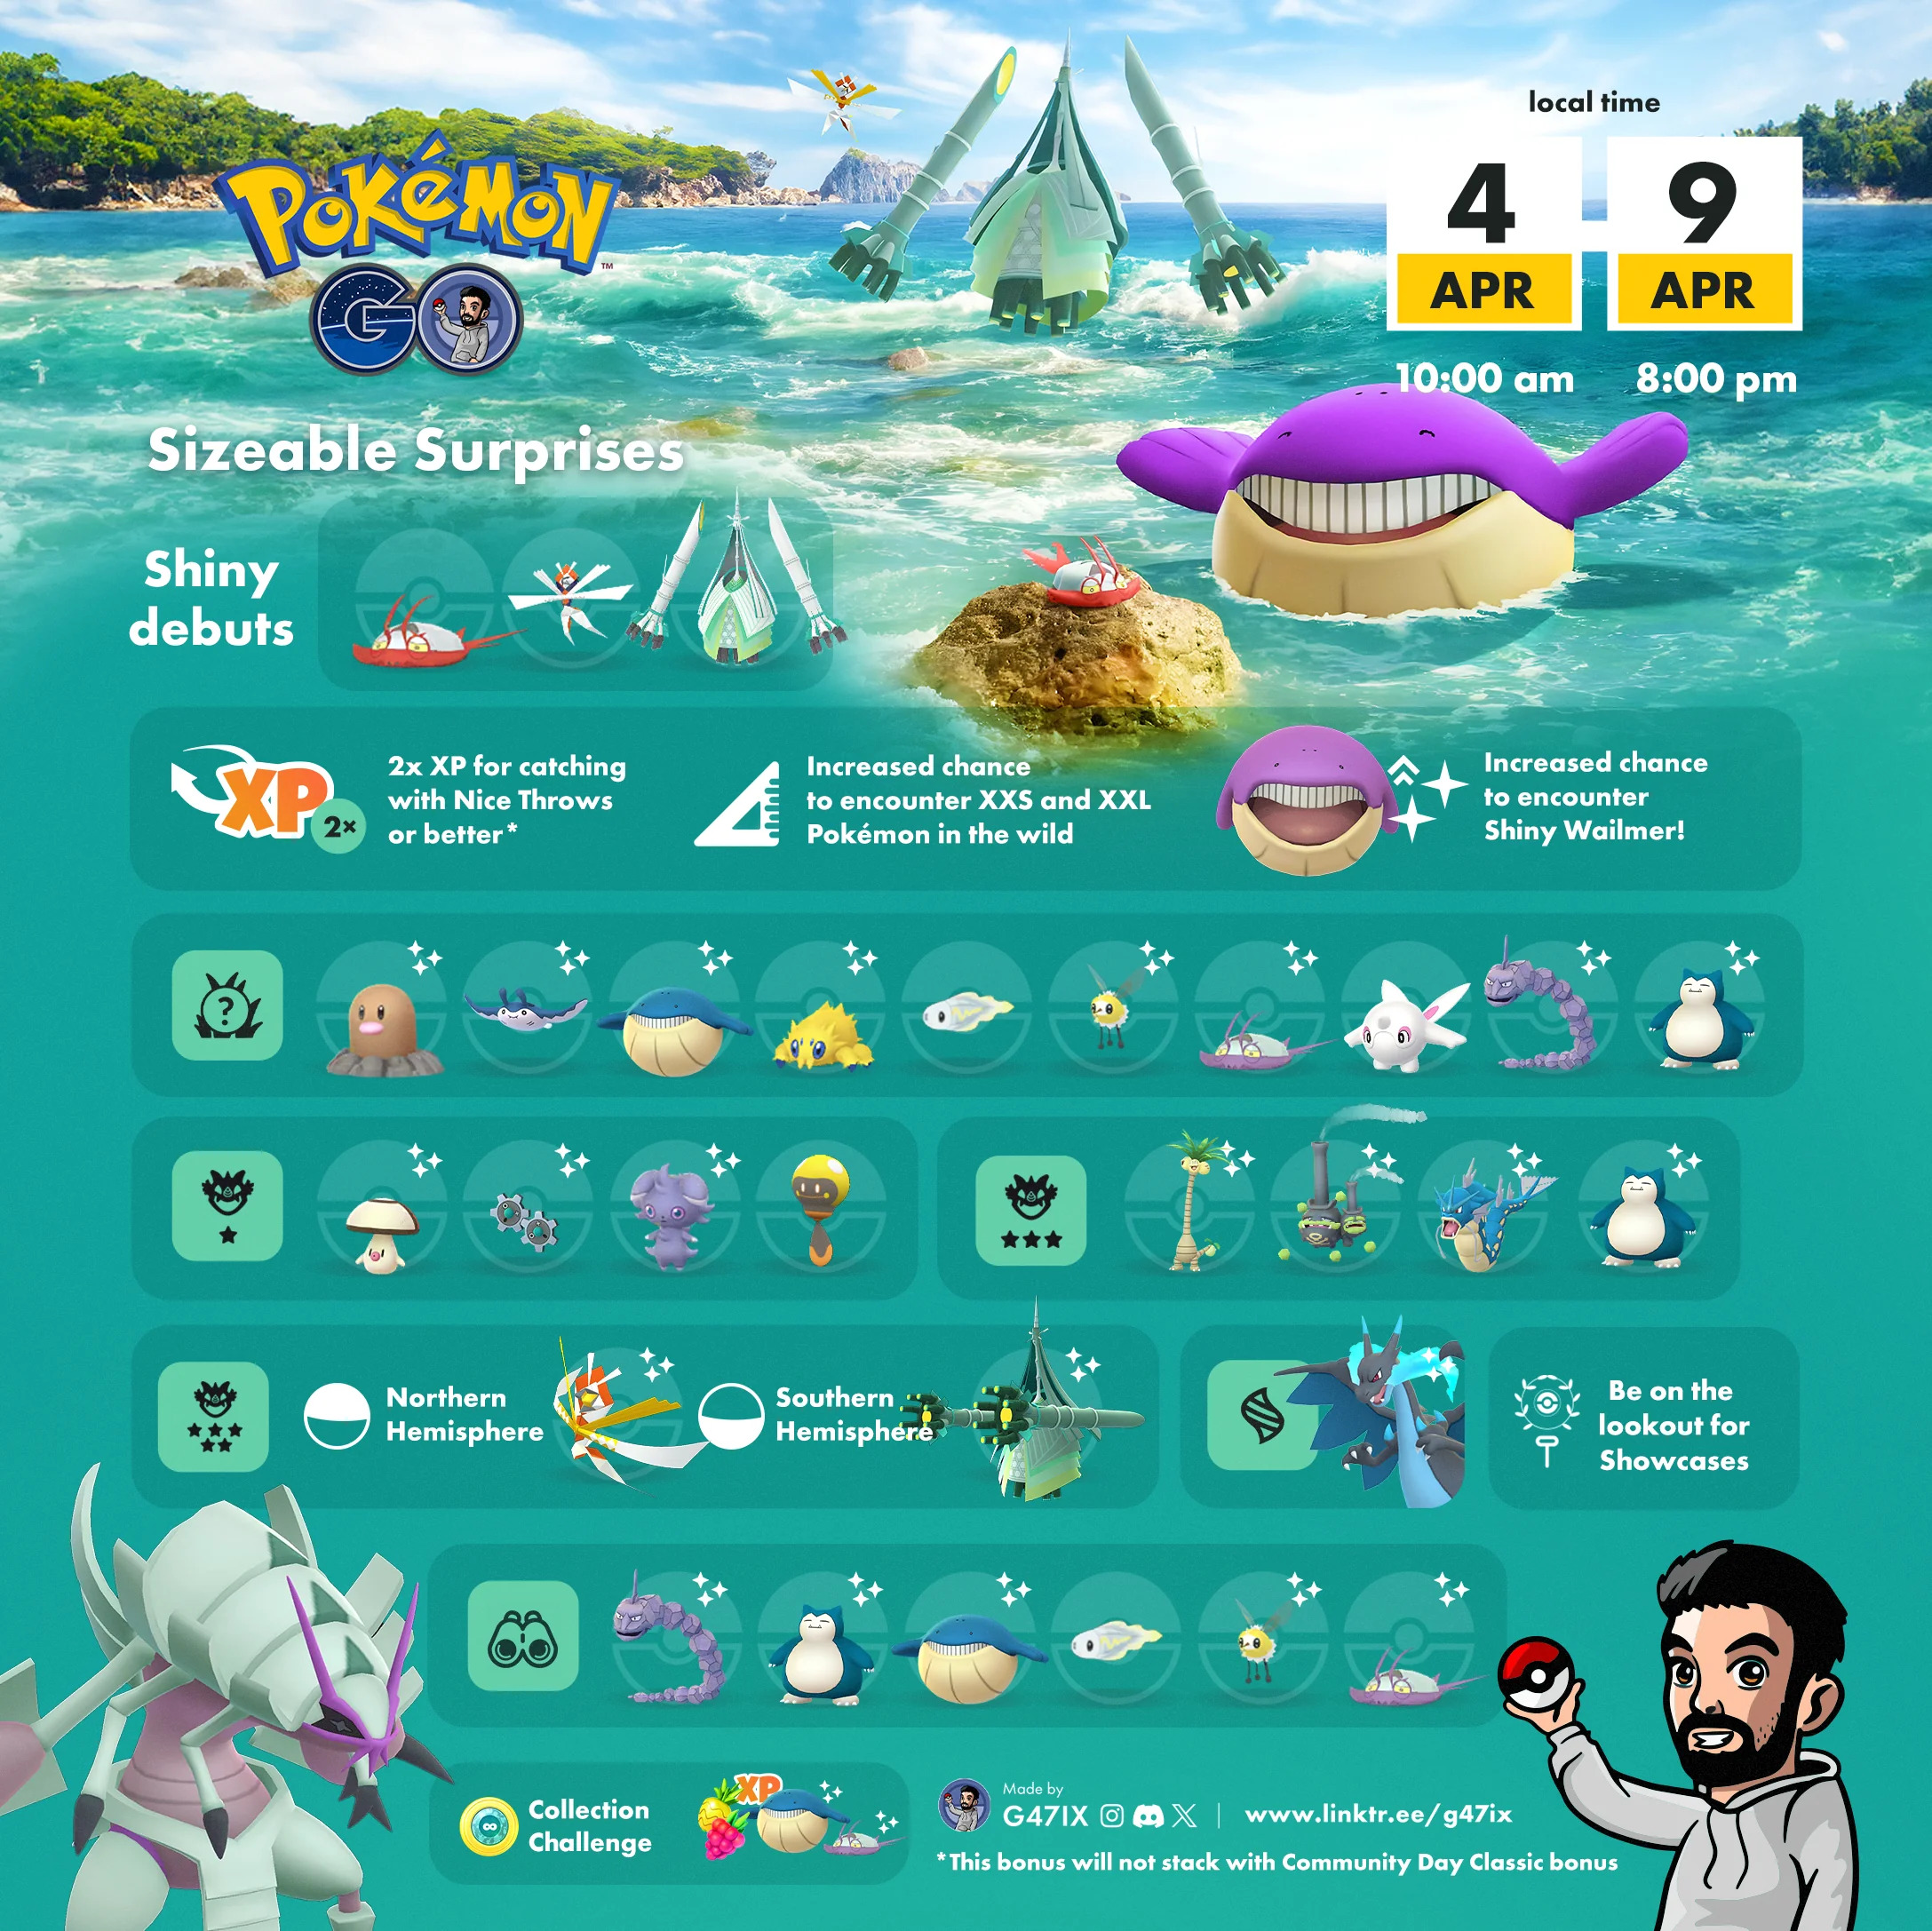 local time
4
9
APR
APR
10:00 am
8:00 pm
POKÉMON
™
GO
Sizeable Surprises
Shiny
debuts
XP
2×
2x XP for catching
with Nice Throws
or better*
Increased chance
to encounter XXS and XXL
Pokémon in the wild
Increased chance
to encounter
Shiny Wailmer!
?
Northern
Hemisphere
Southern
Hemisphere
Be on the
lookout for
Showcases
Collection
Challenge
XP
Made by
G47IX
www.linktr.ee/g47ix
*This bonus will not stack with Community Day Classic bonus